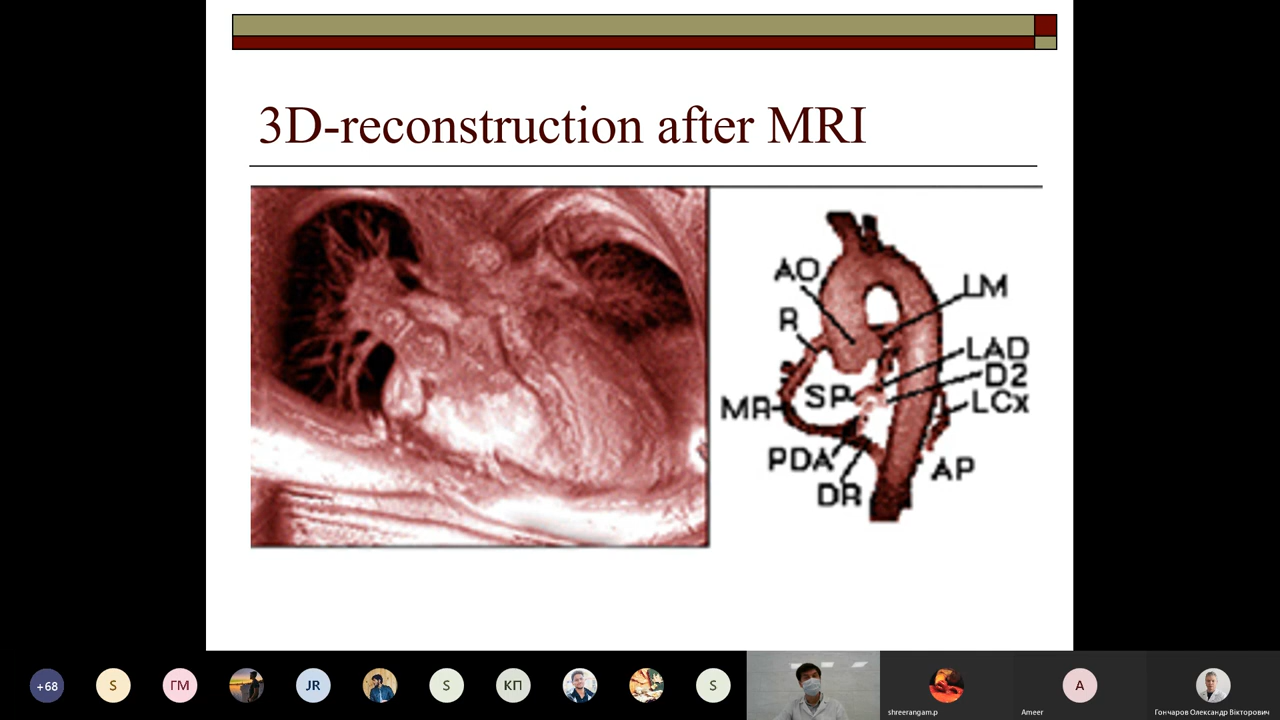 3D-reconstruction after MRI
AO
LM
R
LAD
D2
SP
LCx
MR
PDA
AP
DR
+68
S
ГМ
JR
S
КП
S
A
shreerangam.p
Ameer
Гончаров Олександр Вікторович